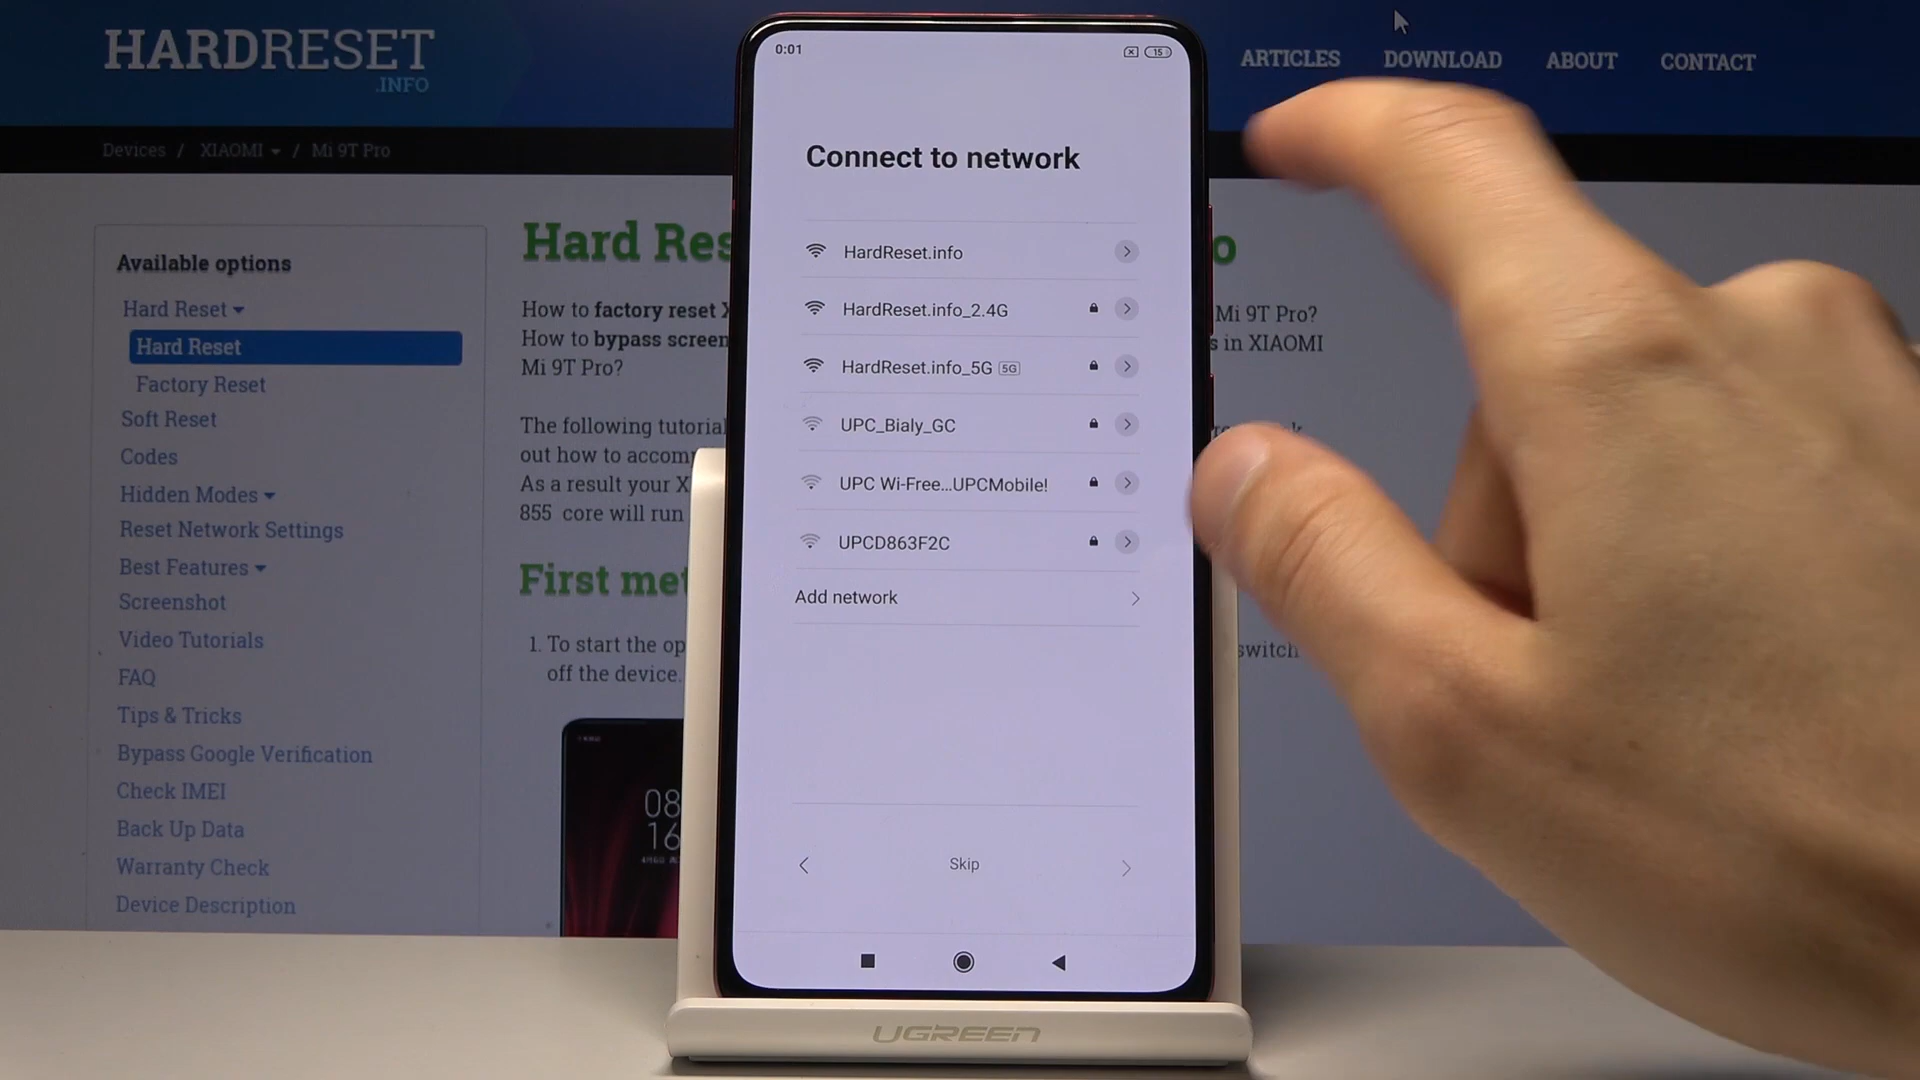 HARDRESET
.INFO
ARTICLES DOWNLOAD ABOUT CONTACT
Devices / XIAOMI / Mi 9T Pro
Available options
Hard Reset
Hard Reset
Factory Reset
Soft Reset
Codes
Hidden Modes
Reset Network Settings
Best Features
Screenshot
Video Tutorials
FAQ
Tips & Tricks
Bypass Google Verification
Check IMEI
Back Up Data
Warranty Check
Device Description
Hard Res
How to factory reset X
Mi 9T Pro?
How to bypass screen
s in XIAOMI
Mi 9T Pro?
The following tutorial
out how to accom
As a result your X
855 core will run
First met
1. To start the op
switch
off the device.
08
16
0:01
15
Connect to network
HardReset.info
HardReset.info_2.4G
HardReset.info_5G 5G
UPC_Bialy_GC
UPC Wi-Free...UPCMobile!
UPCD863F2C
Add network
Skip
UGREEN